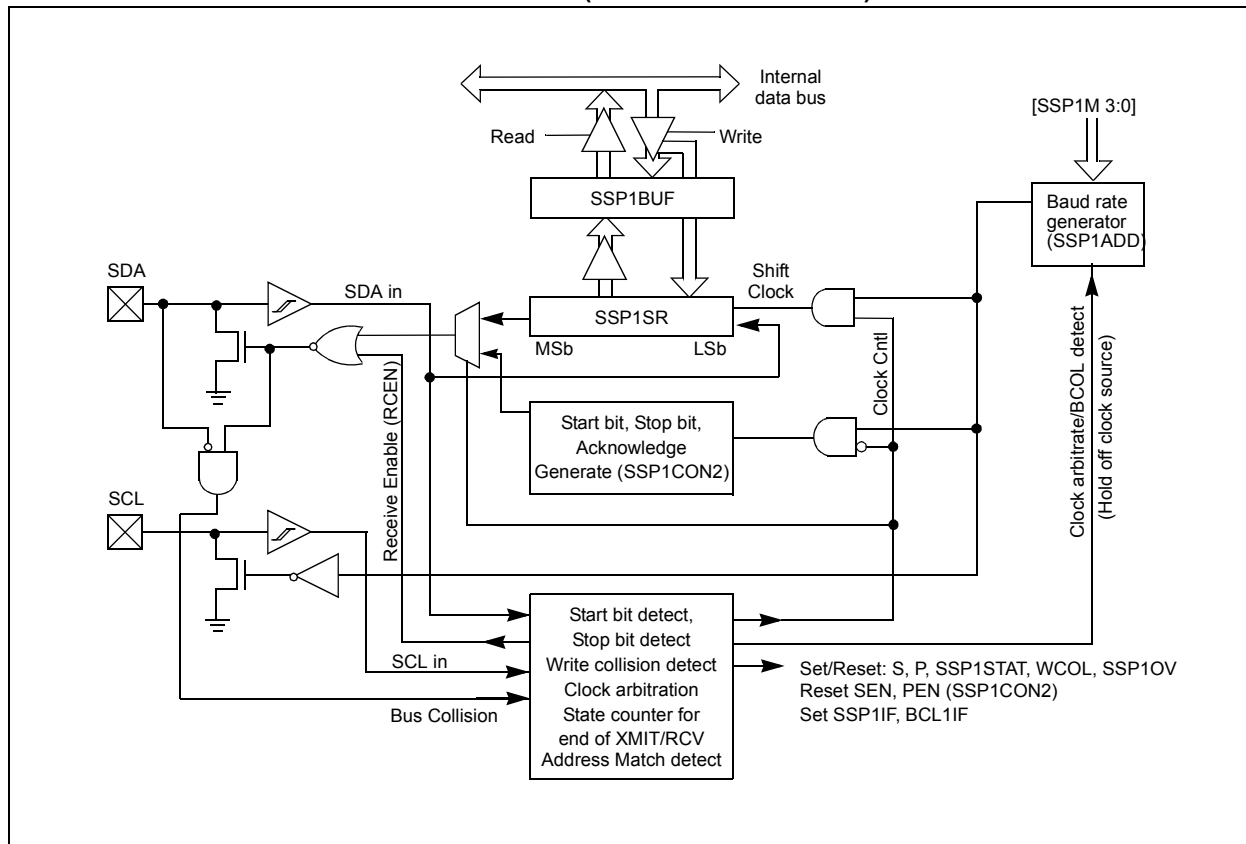 Internal
data bus
[SSP1M 3:0]
Read
Write
SSP1BUF
Baud rate
generator
(SSP1ADD)
SDA
SDA in
Shift
Clock
SSP1SR
MSb
LSb
Clock Cntl
Start bit, Stop bit,
Acknowledge
Generate (SSP1CON2)
Receive Enable (RCEN)
Clock arbitrate/BCOL detect
(Hold off clock source)
SCL
SCL in
Bus Collision
Start bit detect,
Stop bit detect
Write collision detect
Clock arbitration
State counter for
end of XMIT/RCV
Address Match detect
Set/Reset: S, P, SSP1STAT, WCOL, SSP1OV
Reset SEN, PEN (SSP1CON2)
Set SSP1IF, BCL1IF